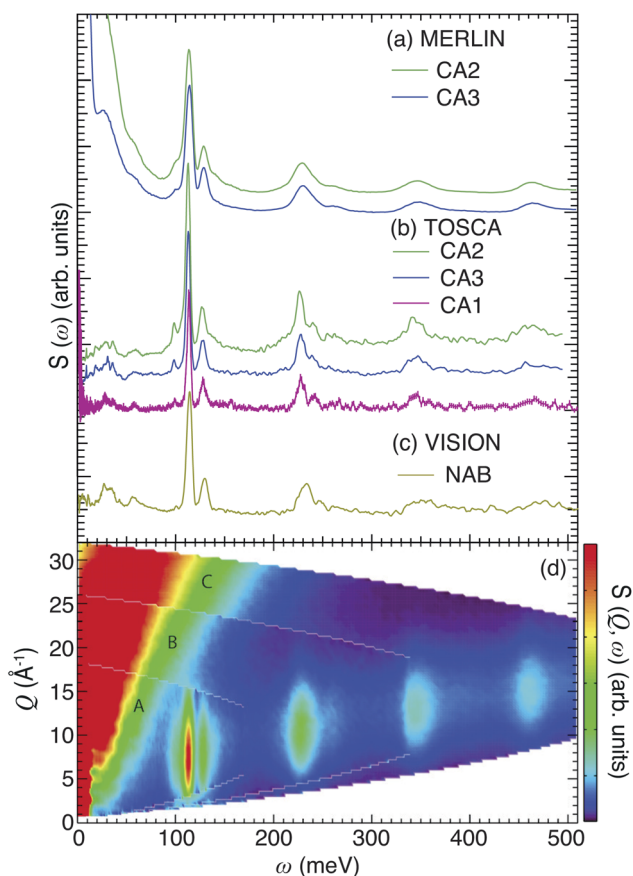 (a) MERLIN
CA2
CA3
(b) TOSCA
CA2
CA3
CA1
(c) VISION
NAB
S (ω) (arb. units)
(d)
C
B
A
30
25
20
15
10
5
0
Q (Å-1)
0 100 200 300 400 500
ω (meV)
S (Q, ω) (arb. units)